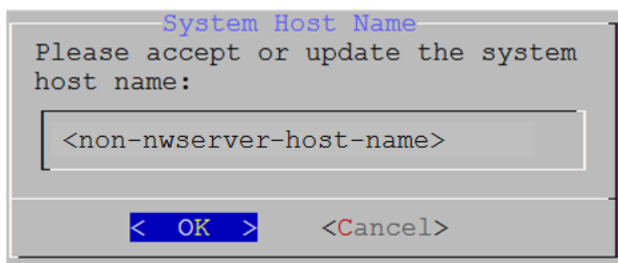 System Host Name
Please accept or update the system
host name:
<non-nwserver-host-name>
< OK > <Cancel>